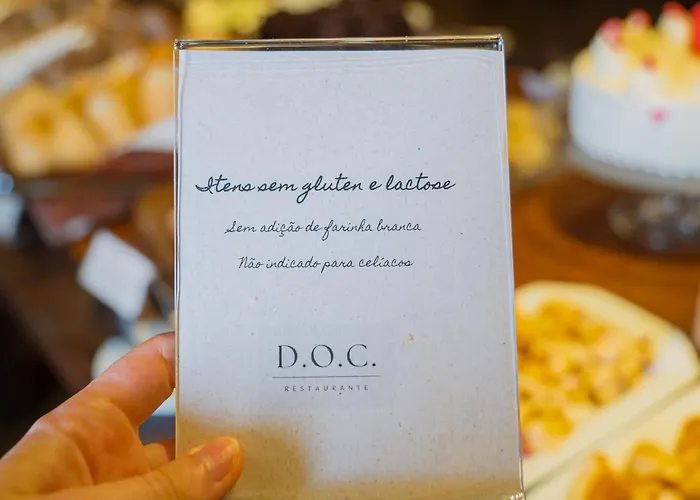 Itens sem gluten e lactose
Sem adição de farinha branca
Não indicado para celíacos
D.O.C.
RESTAURANTE